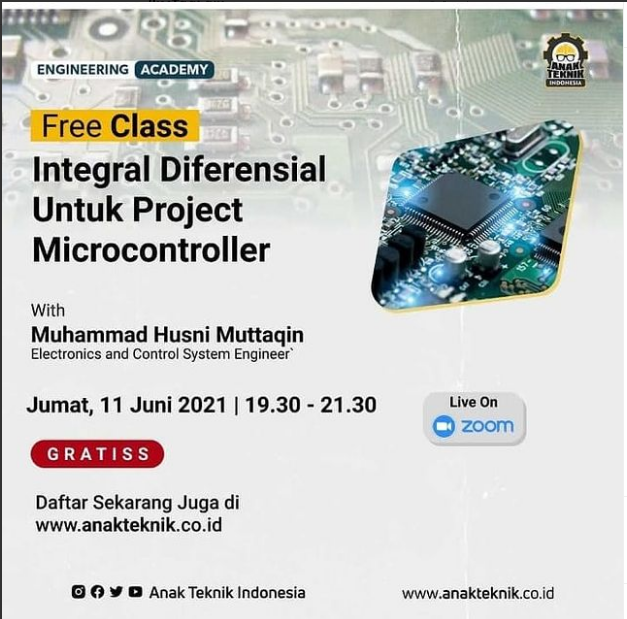 ENGINEERING ACADEMY
ANAK
TEKNIK
INDONESIA
Free Class
Integral Diferensial
Untuk Project
Microcontroller
With
Muhammad Husni Muttaqin
Electronics and Control System Engineer`
Jumat, 11 Juni 2021 | 19.30 - 21.30
Live On
zoom
GRATISS
Daftar Sekarang Juga di
www.anakteknik.co.id
Anak Teknik Indonesia
www.anakteknik.co.id